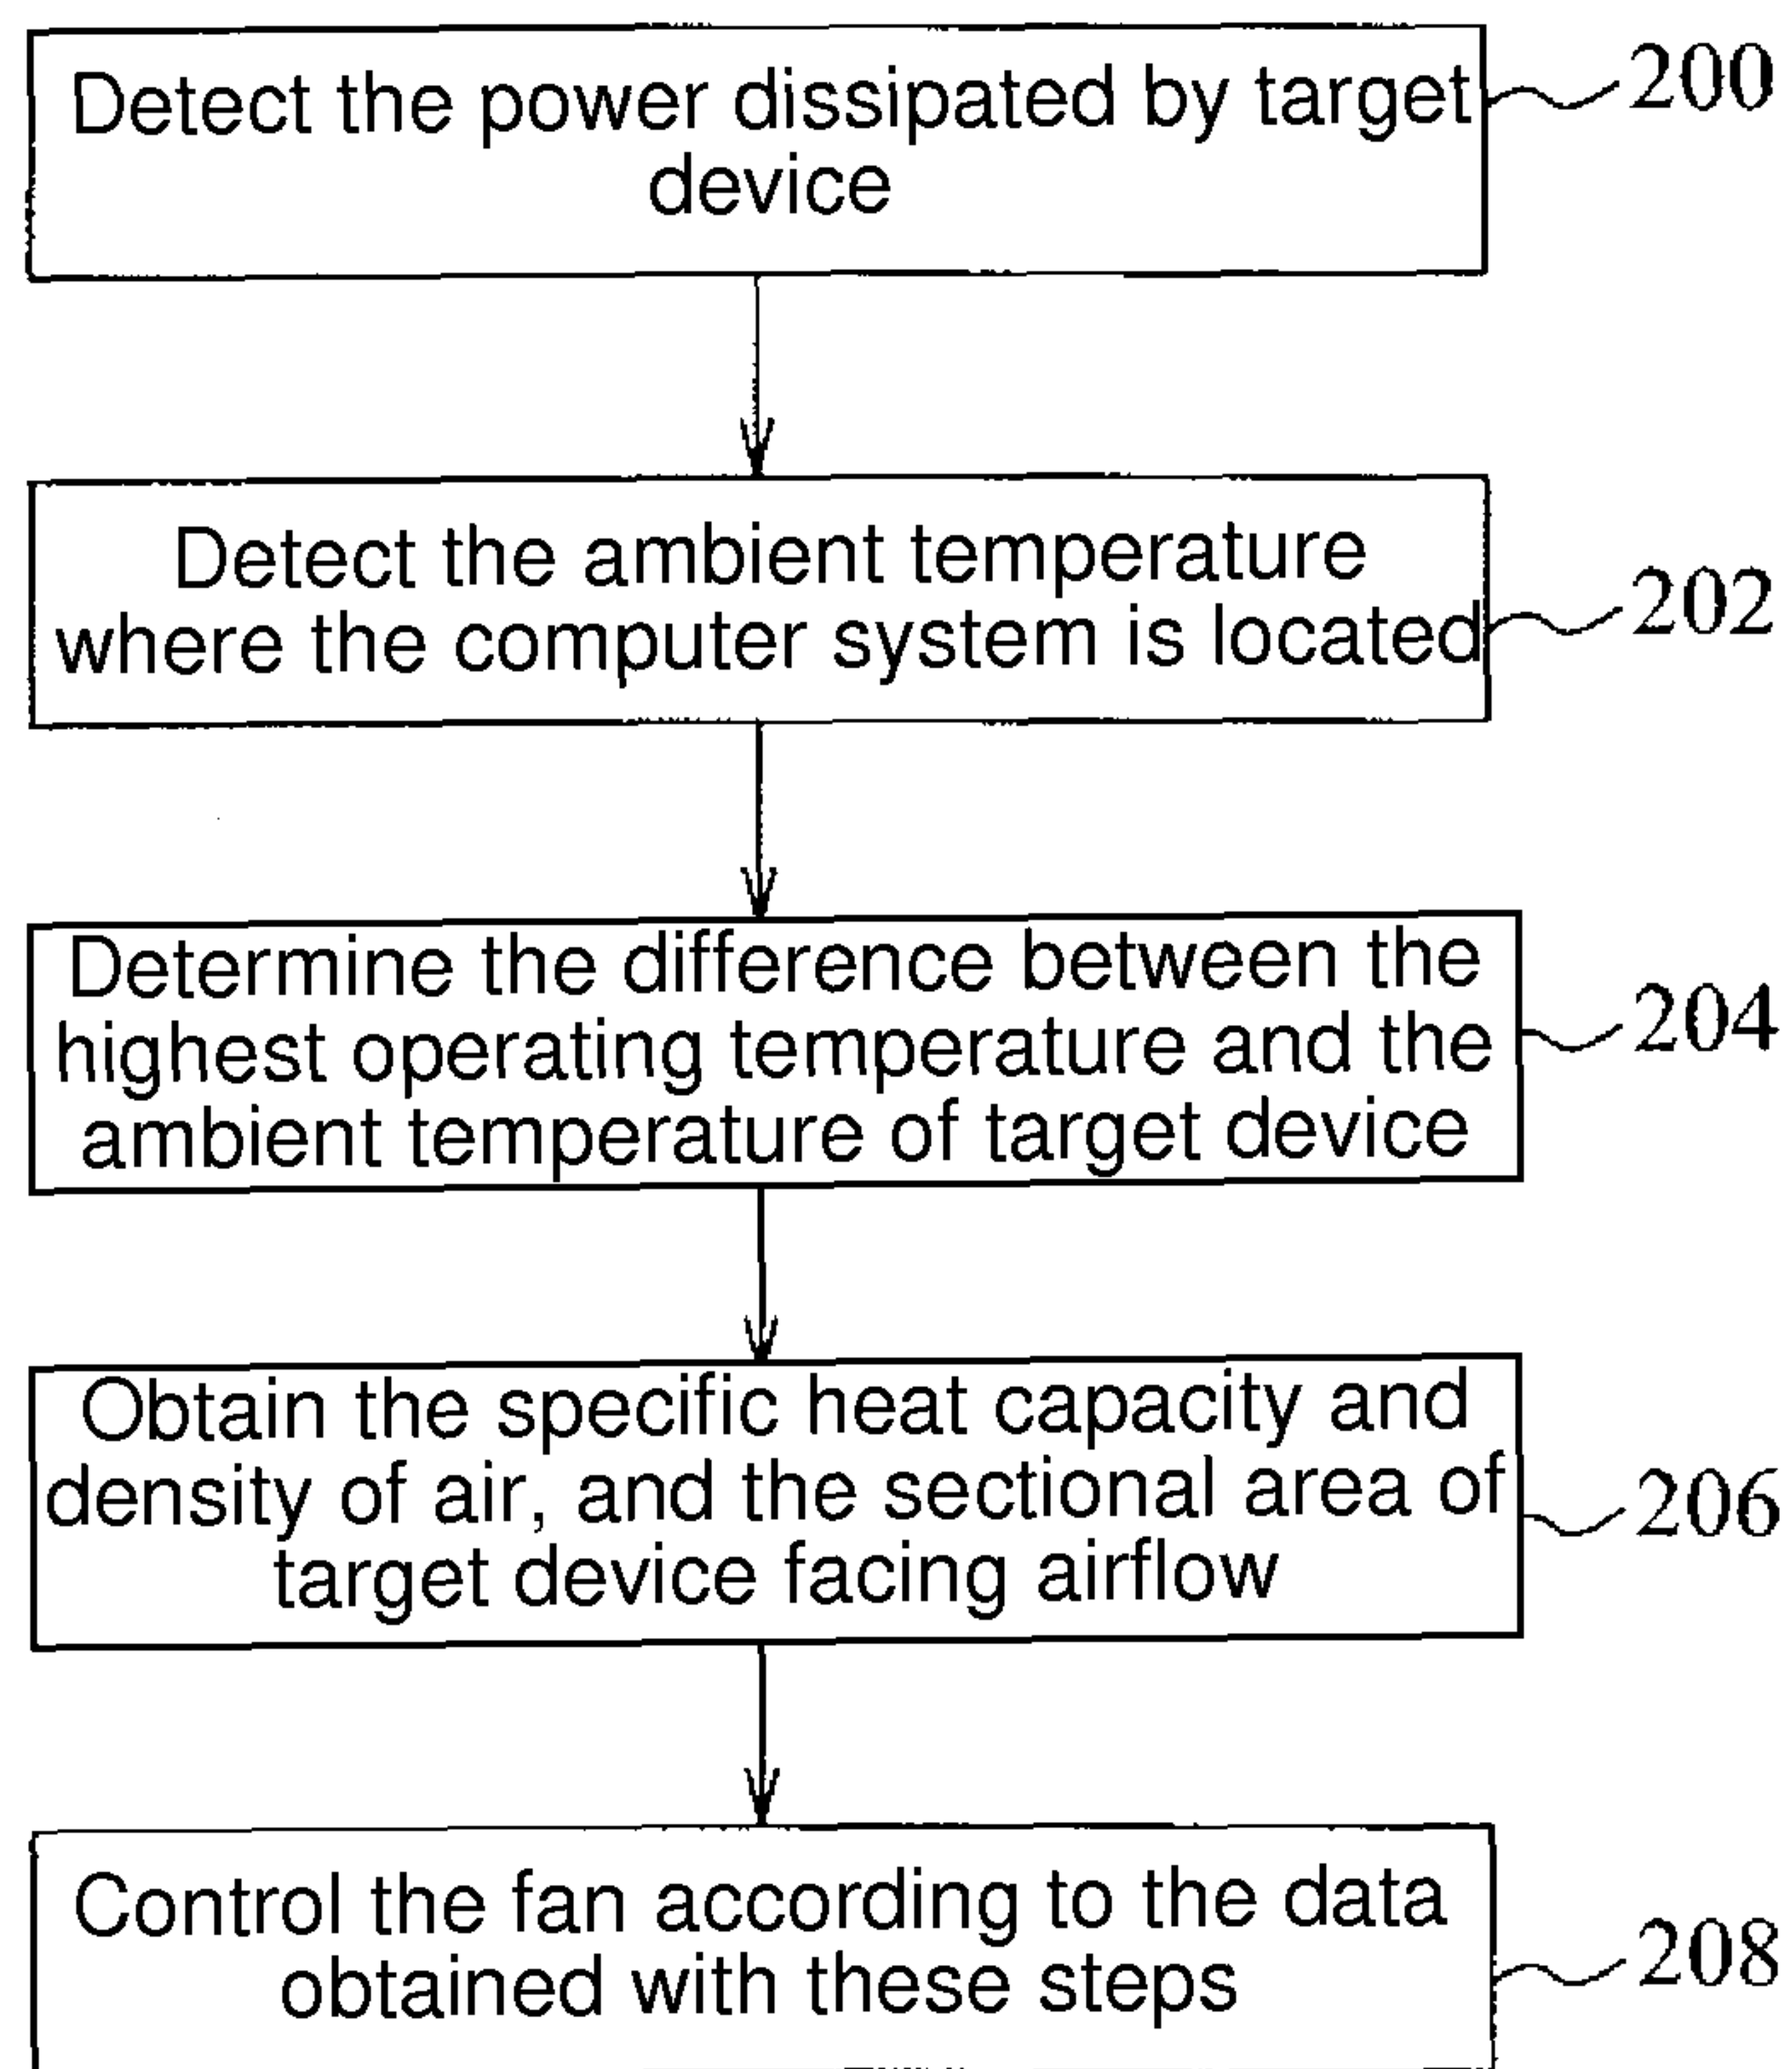 Detect the power dissipated by target
device
200
Detect the ambient temperature
where the computer system is located
202
Determine the difference between the
highest operating temperature and the
ambient temperature of target device
204
Obtain the specific heat capacity and
density of air, and the sectional area of
target device facing airflow
206
Control the fan according to the data
obtained with these steps
208